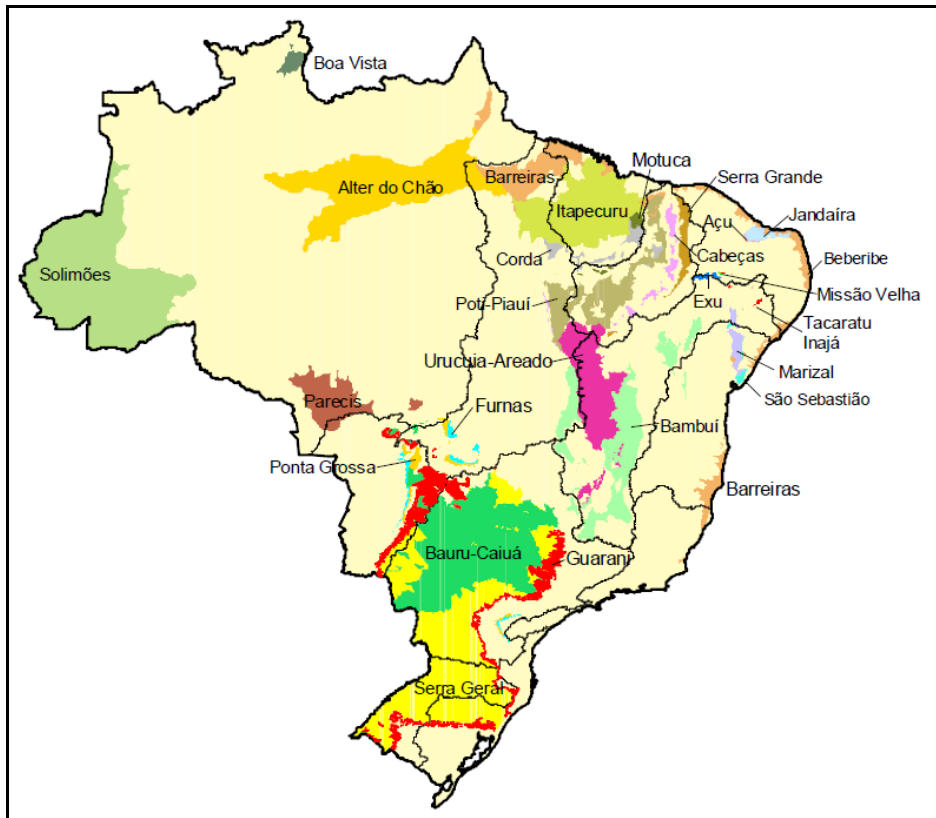 Boa Vista
Motuca
Serra Grande
Barreiras
Alter do Chão
Itapecuru
Açu
Jandaíra
Corda
Cabeças
Beberibe
Solimões
Poti-Piauí
Exu
Missão Velha
Tacaratu
Inajá
Urucuia-Areado
Marizal
São Sebastião
Parecis
Furnas
Bambuí
Ponta Grossa
Barreiras
Bauru-Caiuá
Guarani
Serra Geral